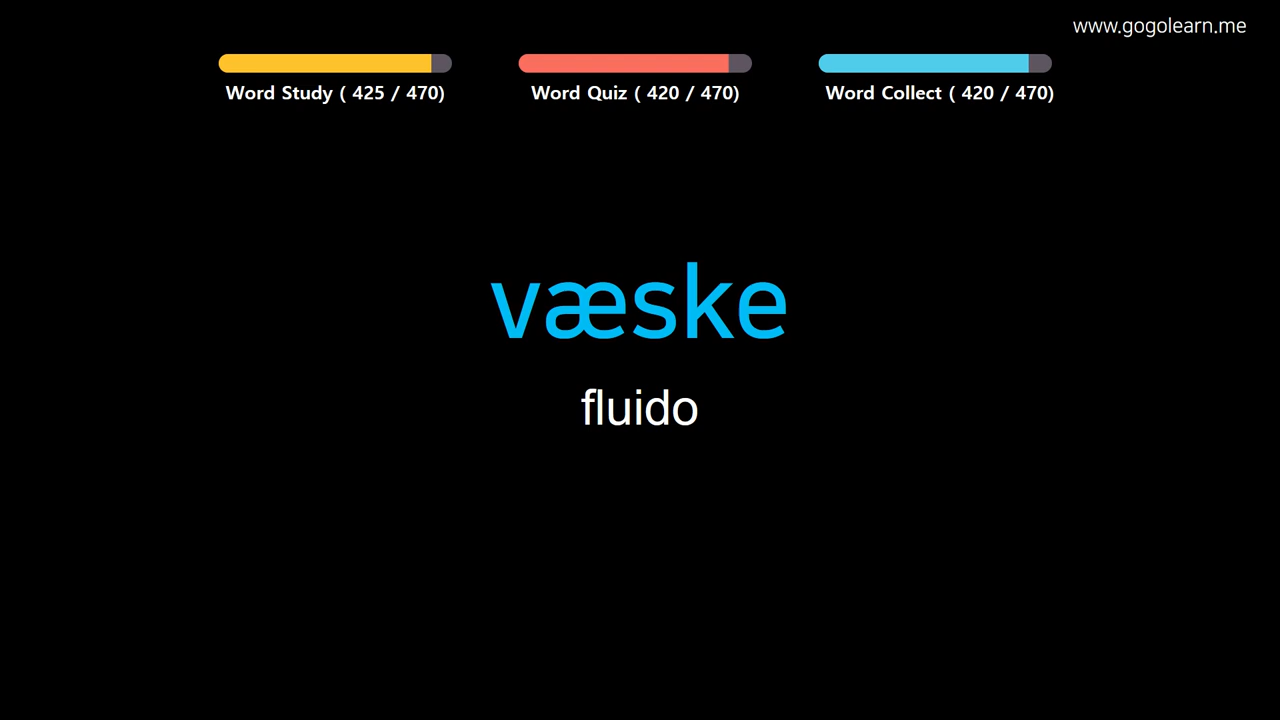 www.gogolearn.me
Word Study ( 425 / 470)
Word Quiz ( 420 / 470)
Word Collect ( 420 / 470)
væske
fluido